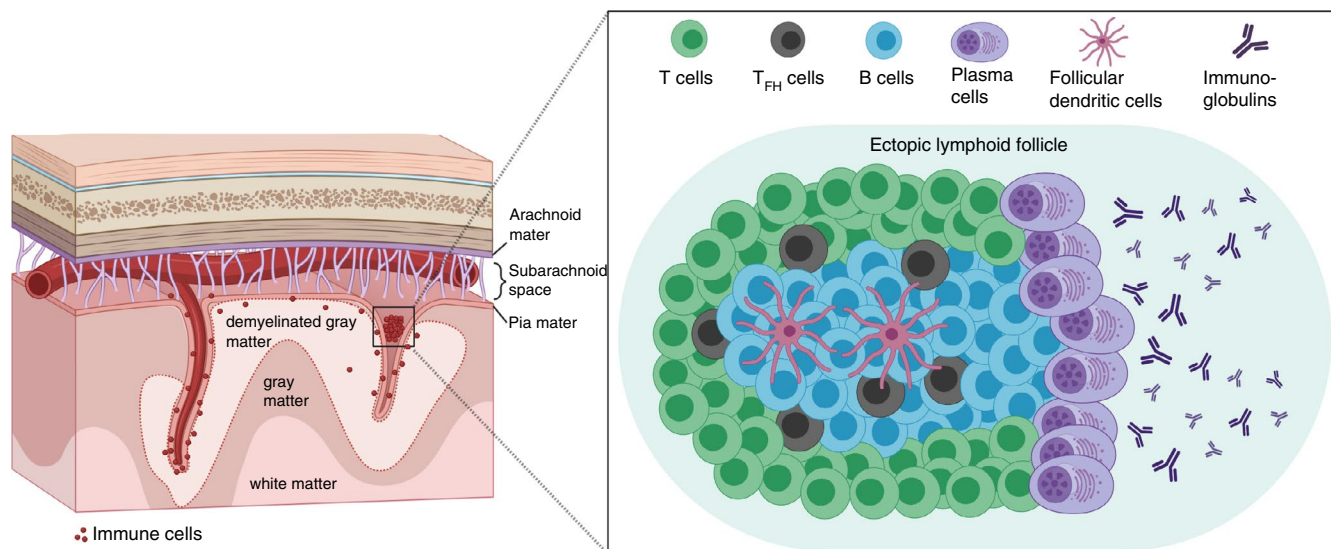 Arachnoid
mater
Subarachnoid
space
Pia mater
demyelinated gray
matter
gray
matter
white matter
Immune cells
T cells
TFH cells
B cells
Plasma
cells
Follicular
dendritic cells
Immuno-
globulins
Ectopic lymphoid follicle